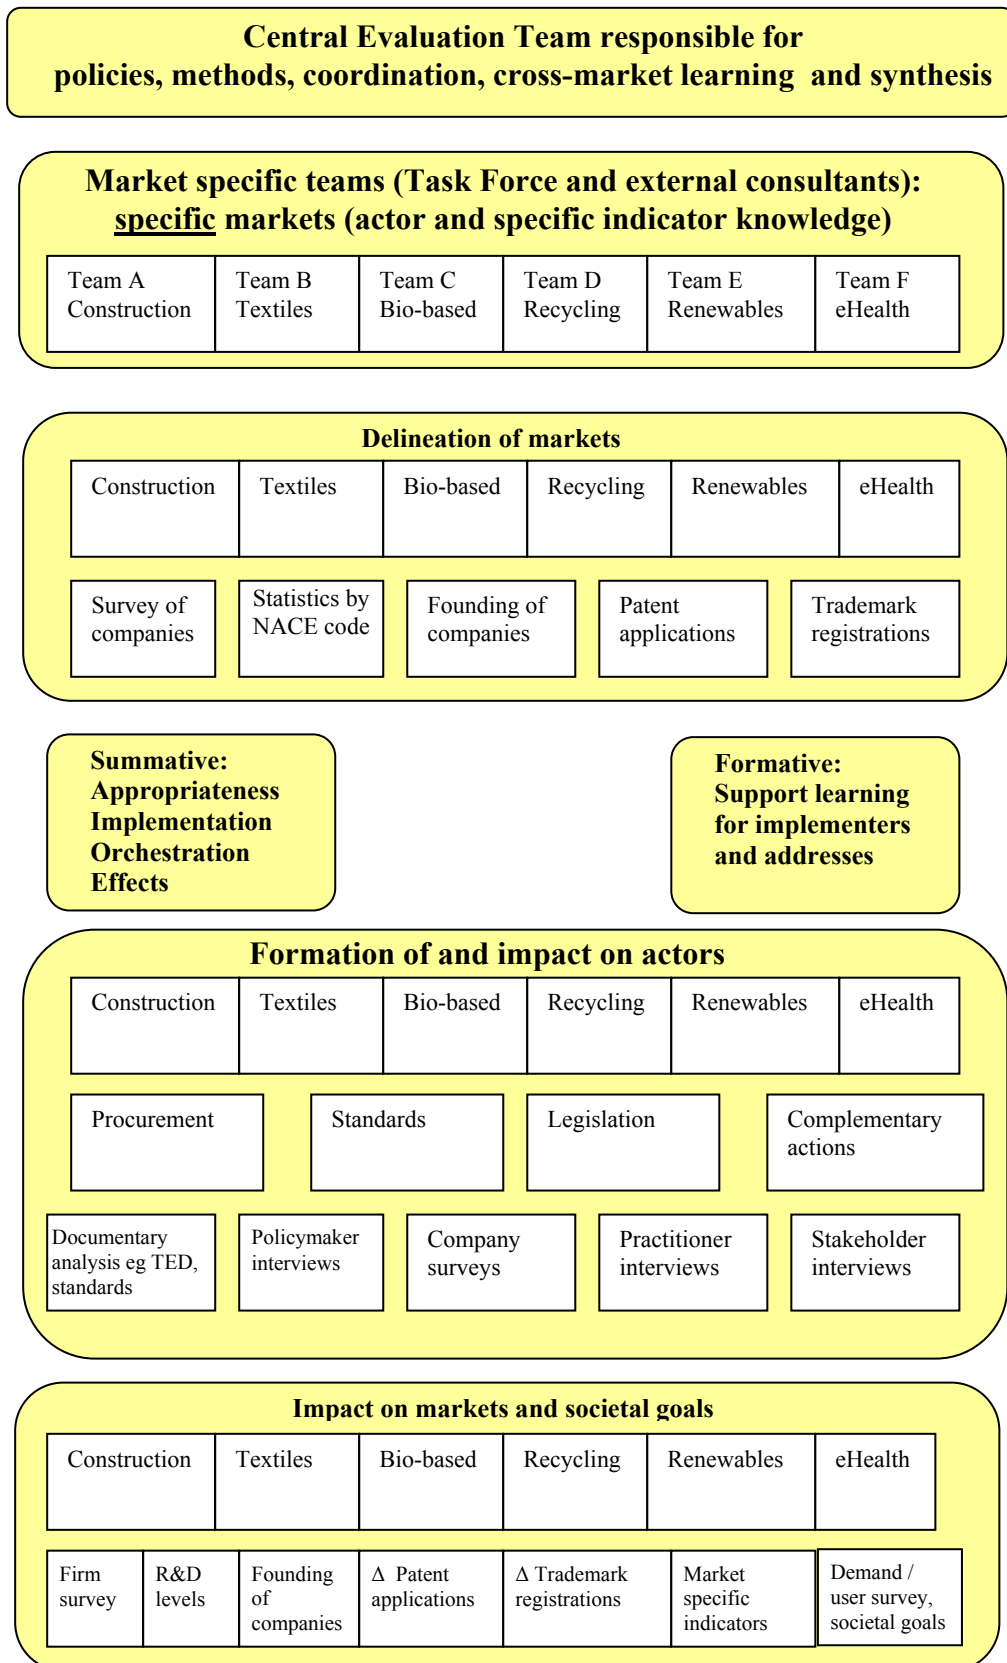 Central Evaluation Team responsible for
policies, methods, coordination, cross-market learning and synthesis
Market specific teams (Task Force and external consultants):
specific markets (actor and specific indicator knowledge)
Team A
Construction
Team B
Textiles
Team C
Bio-based
Team D
Recycling
Team E
Renewables
Team F
eHealth
Delineation of markets
Construction
Textiles
Bio-based
Recycling
Renewables
eHealth
Survey of
companies
Statistics by
NACE code
Founding of
companies
Patent
applications
Trademark
registrations
Summative:
Appropriateness
Implementation
Orchestration
Effects
Formative:
Support learning
for implementers
and addresses
Formation of and impact on actors
Construction
Textiles
Bio-based
Recycling
Renewables
eHealth
Procurement
Standards
Legislation
Complementary
actions
Documentary
analysis eg TED,
standards
Policymaker
interviews
Company
surveys
Practitioner
interviews
Stakeholder
interviews
Impact on markets and societal goals
Construction
Textiles
Bio-based
Recycling
Renewables
eHealth
Firm
survey
R&D
levels
Founding
of
companies
Δ Patent
applications
Δ Trademark
registrations
Market
specific
indicators
Demand /
user survey,
societal goals